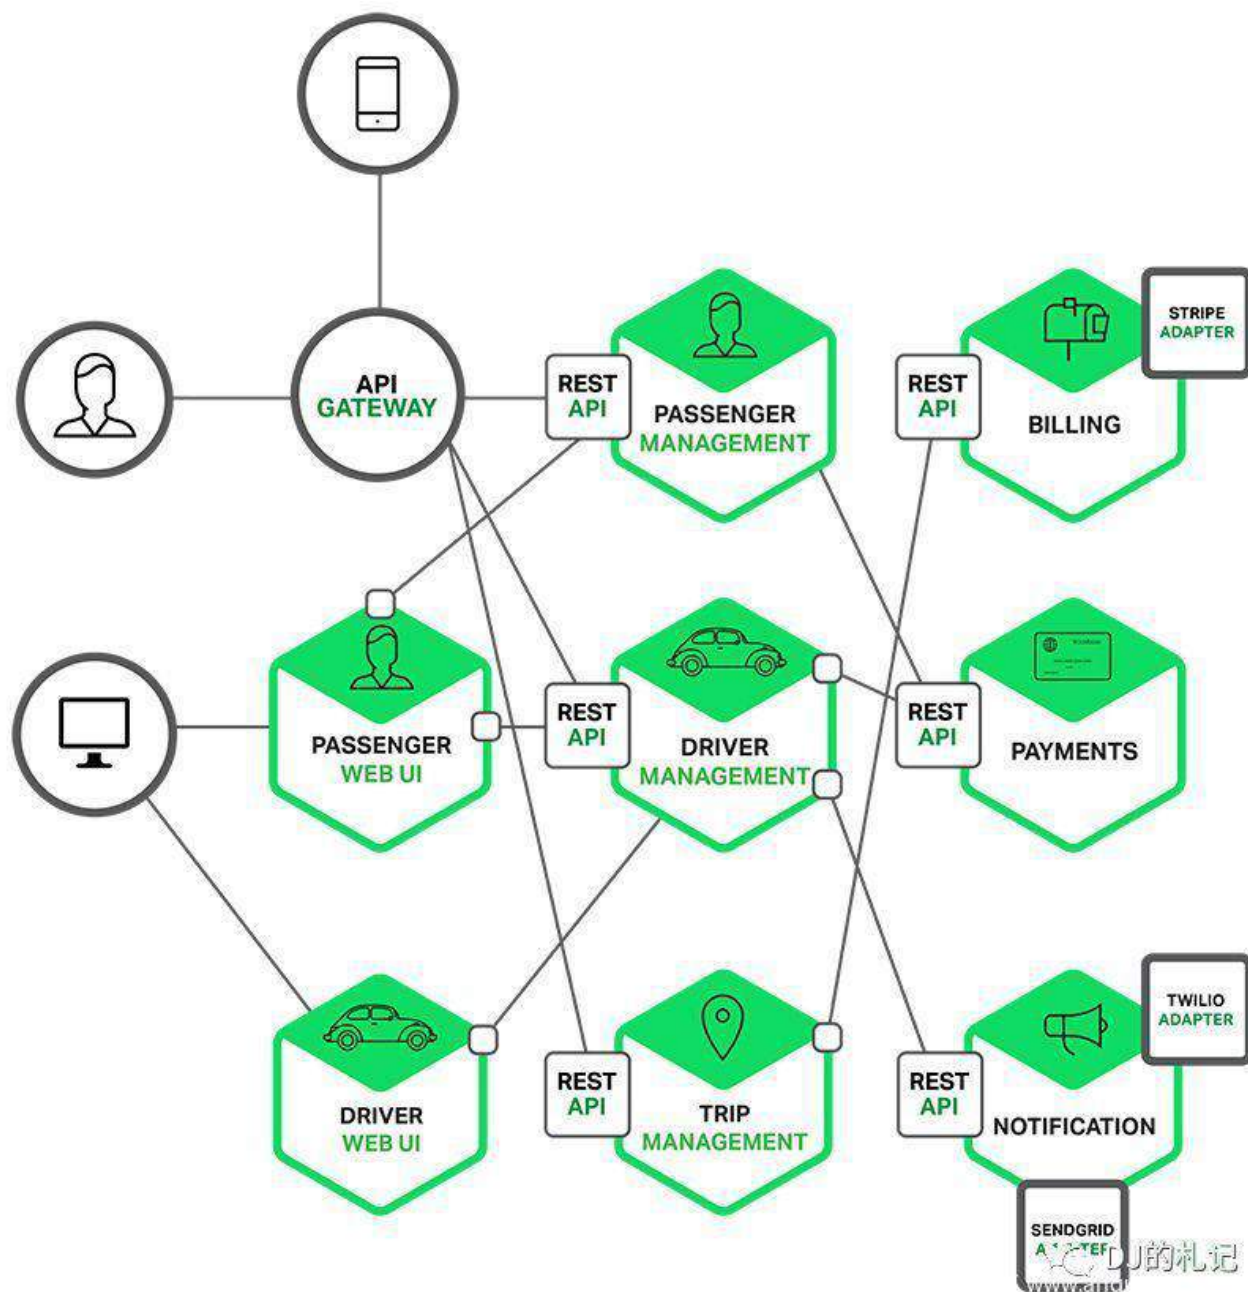 API
GATEWAY
REST
API
PASSENGER
MANAGEMENT
REST
API
BILLING
STRIPE
ADAPTER
PASSENGER
WEB UI
REST
API
DRIVER
MANAGEMENT
REST
API
PAYMENTS
DRIVER
WEB UI
REST
API
TRIP
MANAGEMENT
REST
API
NOTIFICATION
TWILIO
ADAPTER
SENDGRID
ADAPTER
DJ的札记